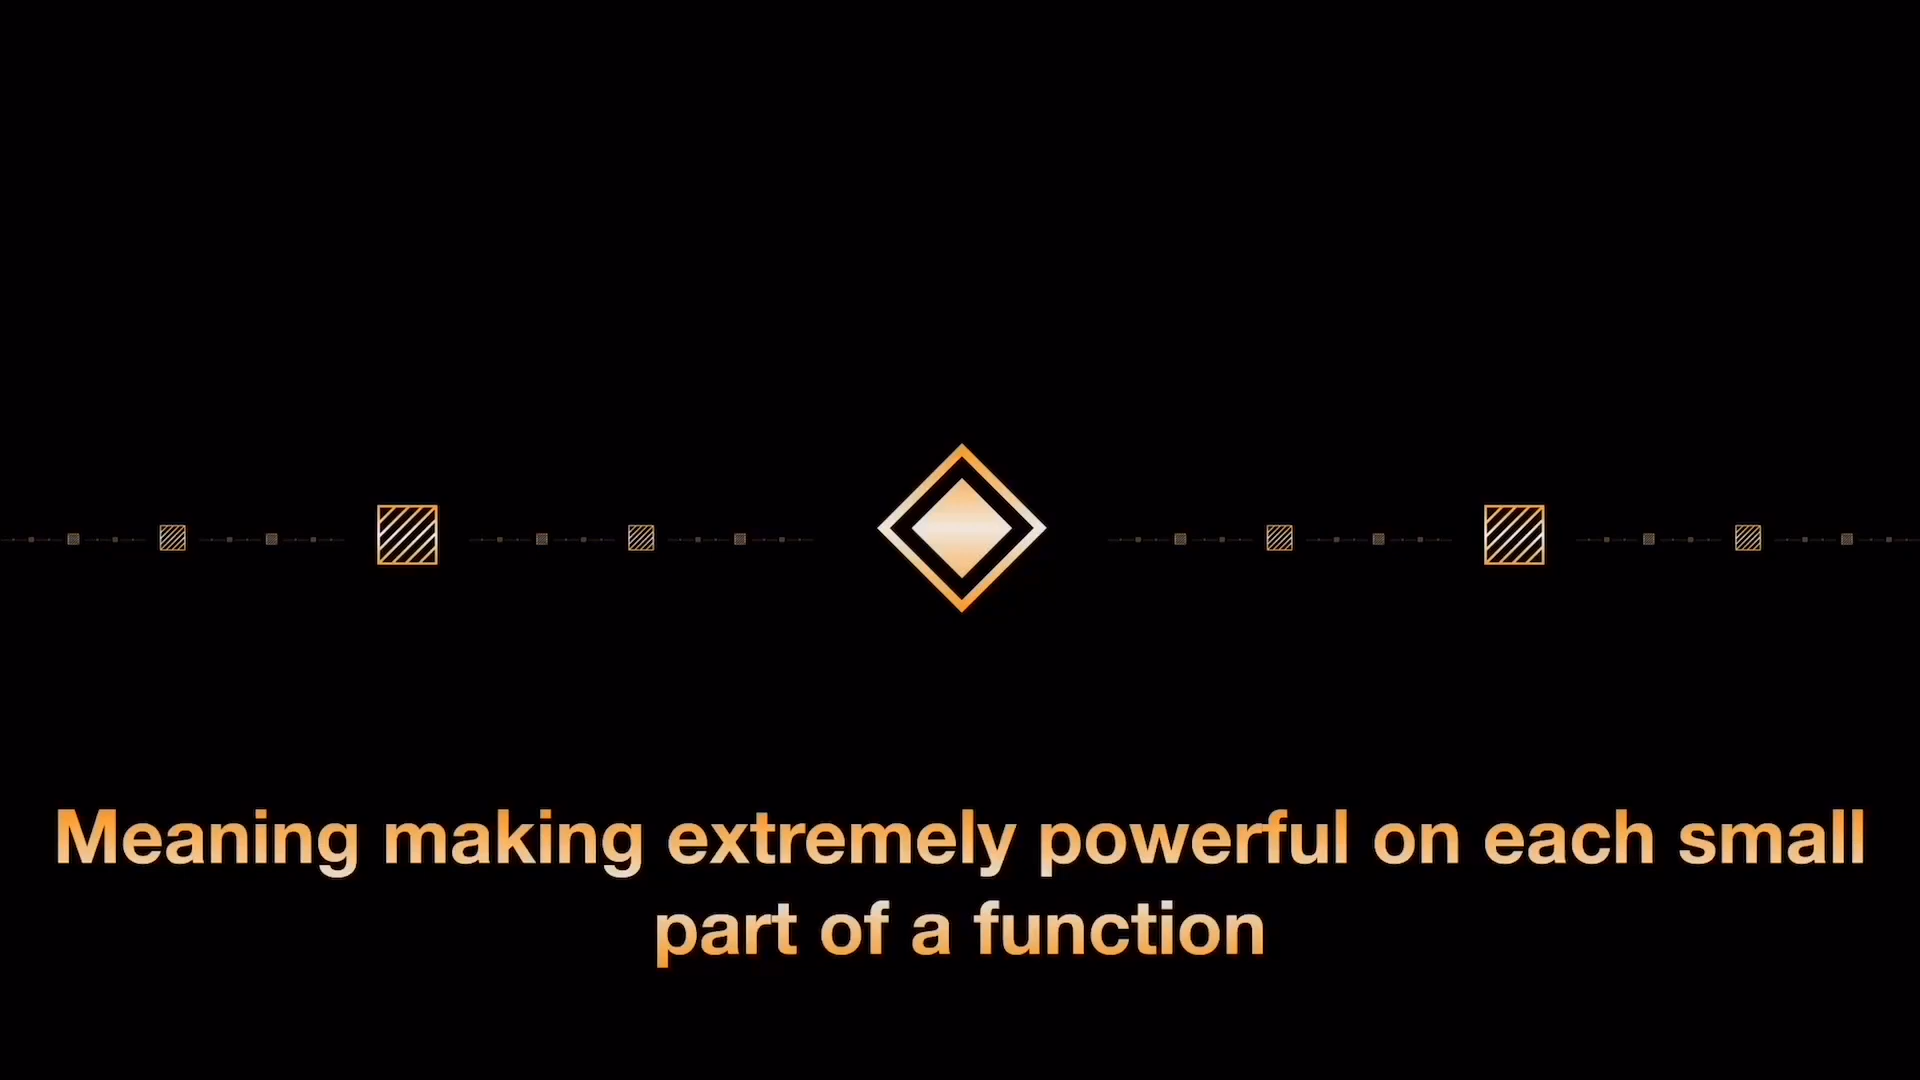 Meaning making extremely powerful on each small
part of a function